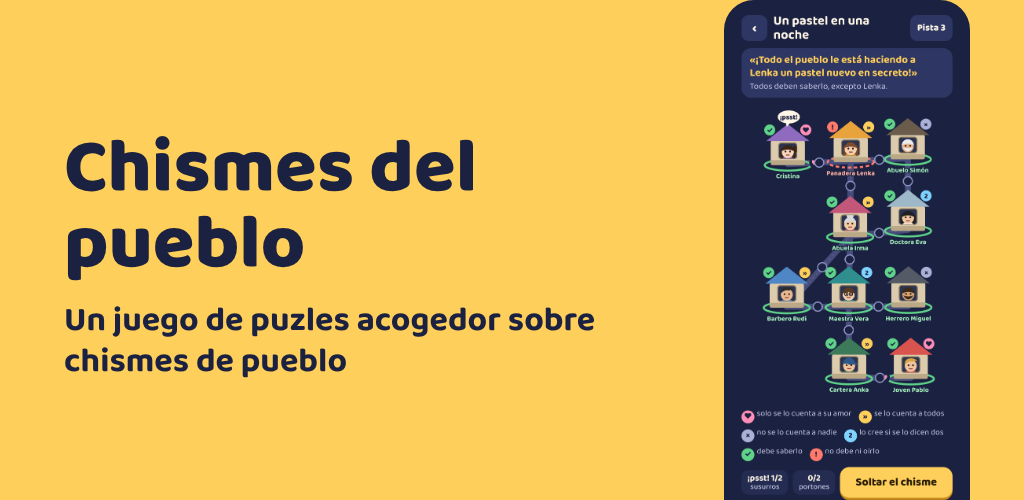 Chismes del
pueblo
Un juego de puzles acogedor sobre
chismes de pueblo
‹
Un pastel en una
noche
Pista 3
«¡Todo el pueblo le está haciendo a
Lenka un pastel nuevo en secreto!»
Todos deben saberlo, excepto Lenka.
¡psst!
! » ×
Cristina
Panadera Lenka
Abuelo Simón
» 2
Abuela Irma
Doctora Eva
» 2 ×
Barbero Rudi
Maestra Vera
Herrero Miguel
»
Cartera Anka
Joven Pablo
solo se lo cuenta a su amor
» se lo cuenta a todos
× no se lo cuenta a nadie
2 lo cree si se lo dicen dos
debe saberlo
! no debe ni oírlo
¡psst! 1/2
susurros
0/2
portones
Soltar el chisme